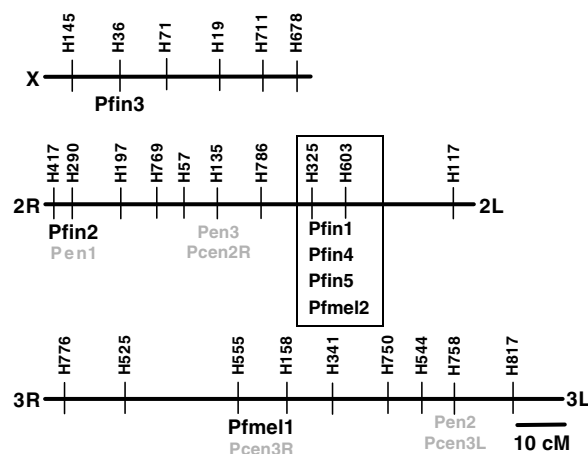 H145 H36 H71 H19 H711 H678
X
Pfin3
H417 H290 H197 H769 H57 H135 H786 H325 H603 H117
2R 2L
Pfin2 Pen3 Pfin1
Pen1 Pcen2R Pfin4
Pfin5
Pfmel2
H776 H525 H555 H158 H341 H750 H544 H758 H817
3R 3L
Pfmel1 Pen2
Pcen3R Pcen3L 10 cM